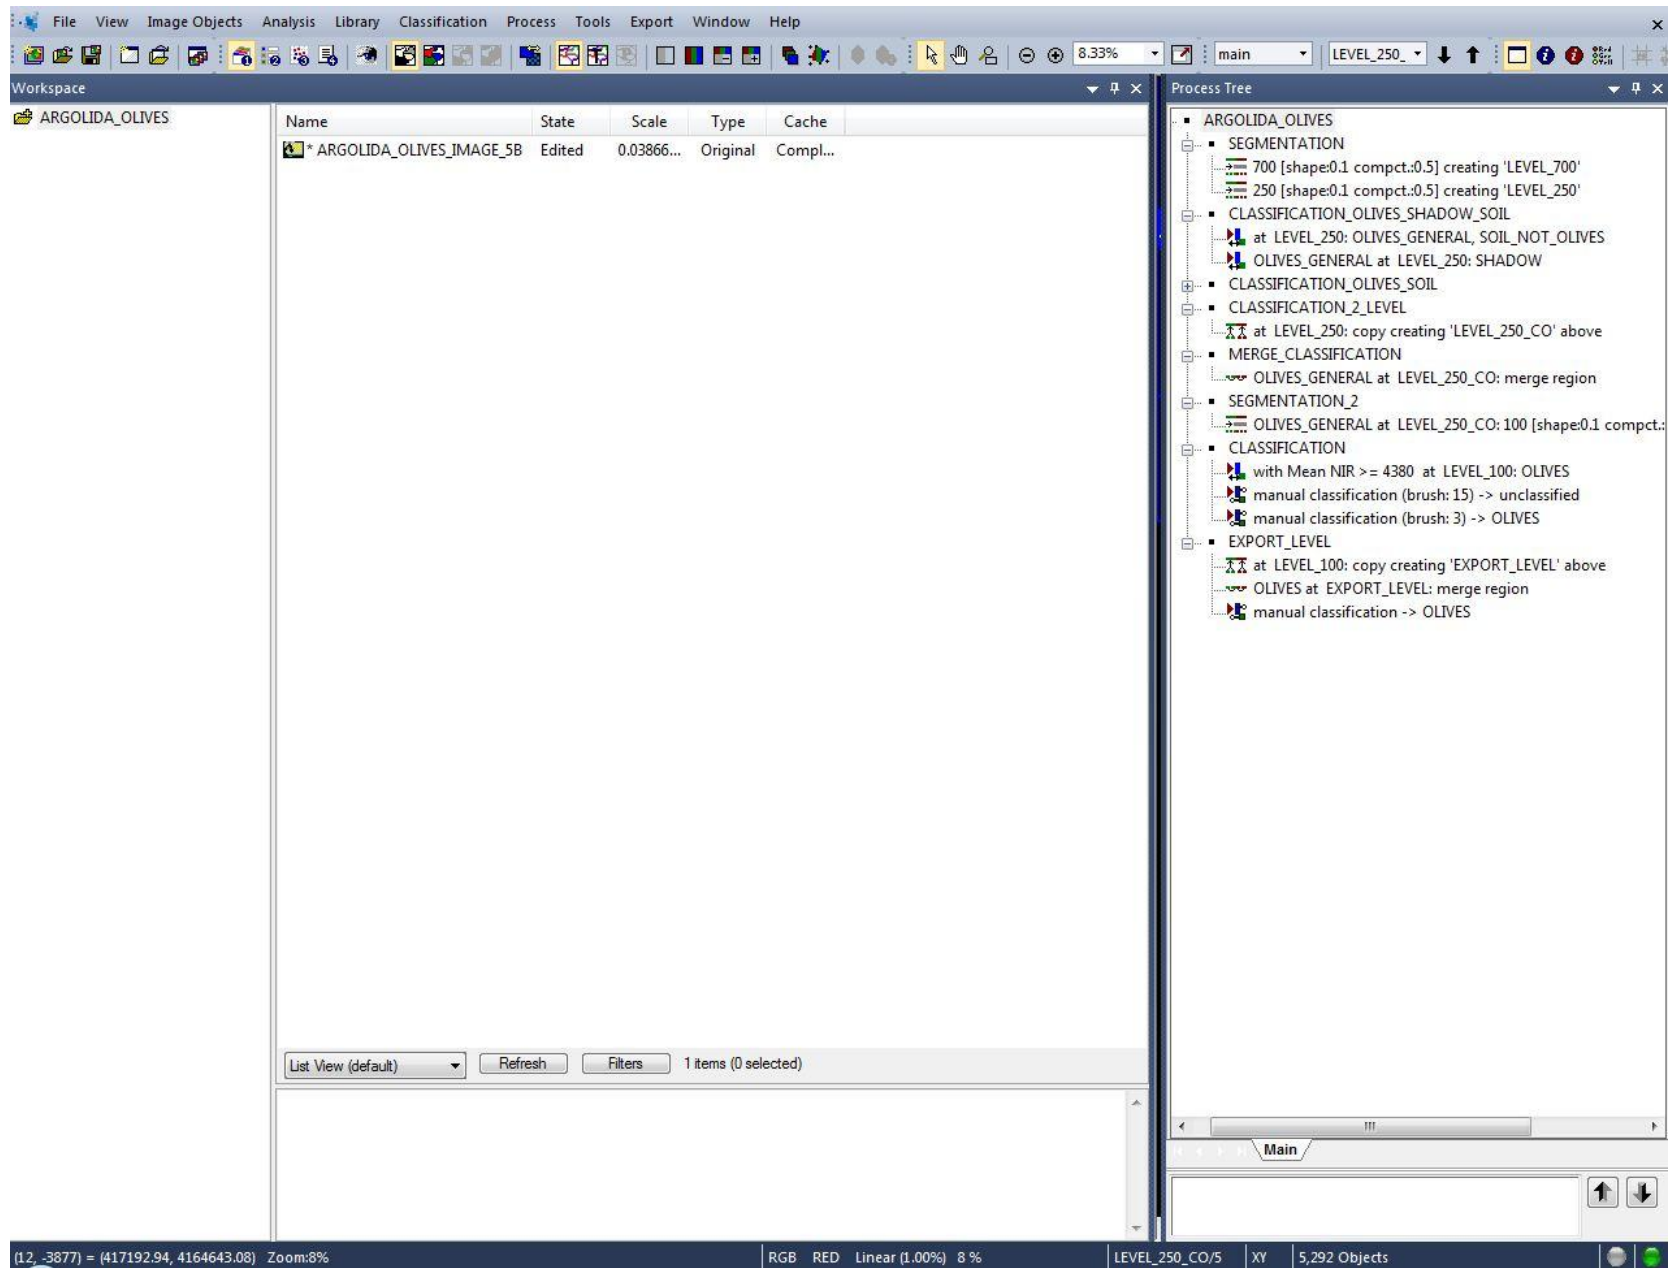 File View Image Objects Analysis Library Classification Process Tools Export Window Help
8.33% main LEVEL_250_
Workspace
ARGOLIDA_OLIVES
Name State Scale Type Cache
* ARGOLIDA_OLIVES_IMAGE_5B Edited 0.03866... Original Compl...
List View (default) Refresh Filters 1 items (0 selected)
Process Tree
ARGOLIDA_OLIVES
SEGMENTATION
700 [shape:0.1 compct.:0.5] creating 'LEVEL_700'
250 [shape:0.1 compct.:0.5] creating 'LEVEL_250'
CLASSIFICATION_OLIVES_SHADOW_SOIL
at LEVEL_250: OLIVES_GENERAL, SOIL_NOT_OLIVES
OLIVES_GENERAL at LEVEL_250: SHADOW
CLASSIFICATION_OLIVES_SOIL
CLASSIFICATION_2_LEVEL
at LEVEL_250: copy creating 'LEVEL_250_CO' above
MERGE_CLASSIFICATION
OLIVES_GENERAL at LEVEL_250_CO: merge region
SEGMENTATION_2
OLIVES_GENERAL at LEVEL_250_CO: 100 [shape:0.1 compct.:
CLASSIFICATION
with Mean NIR >= 4380 at LEVEL_100: OLIVES
manual classification (brush: 15) -> unclassified
manual classification (brush: 3) -> OLIVES
EXPORT_LEVEL
at LEVEL_100: copy creating 'EXPORT_LEVEL' above
OLIVES at EXPORT_LEVEL: merge region
manual classification -> OLIVES
Main
(12, -3877) = (417192.94, 4164643.08) Zoom:8% RGB RED Linear (1.00%) 8 % LEVEL_250_CO/5 XY 5,292 Objects